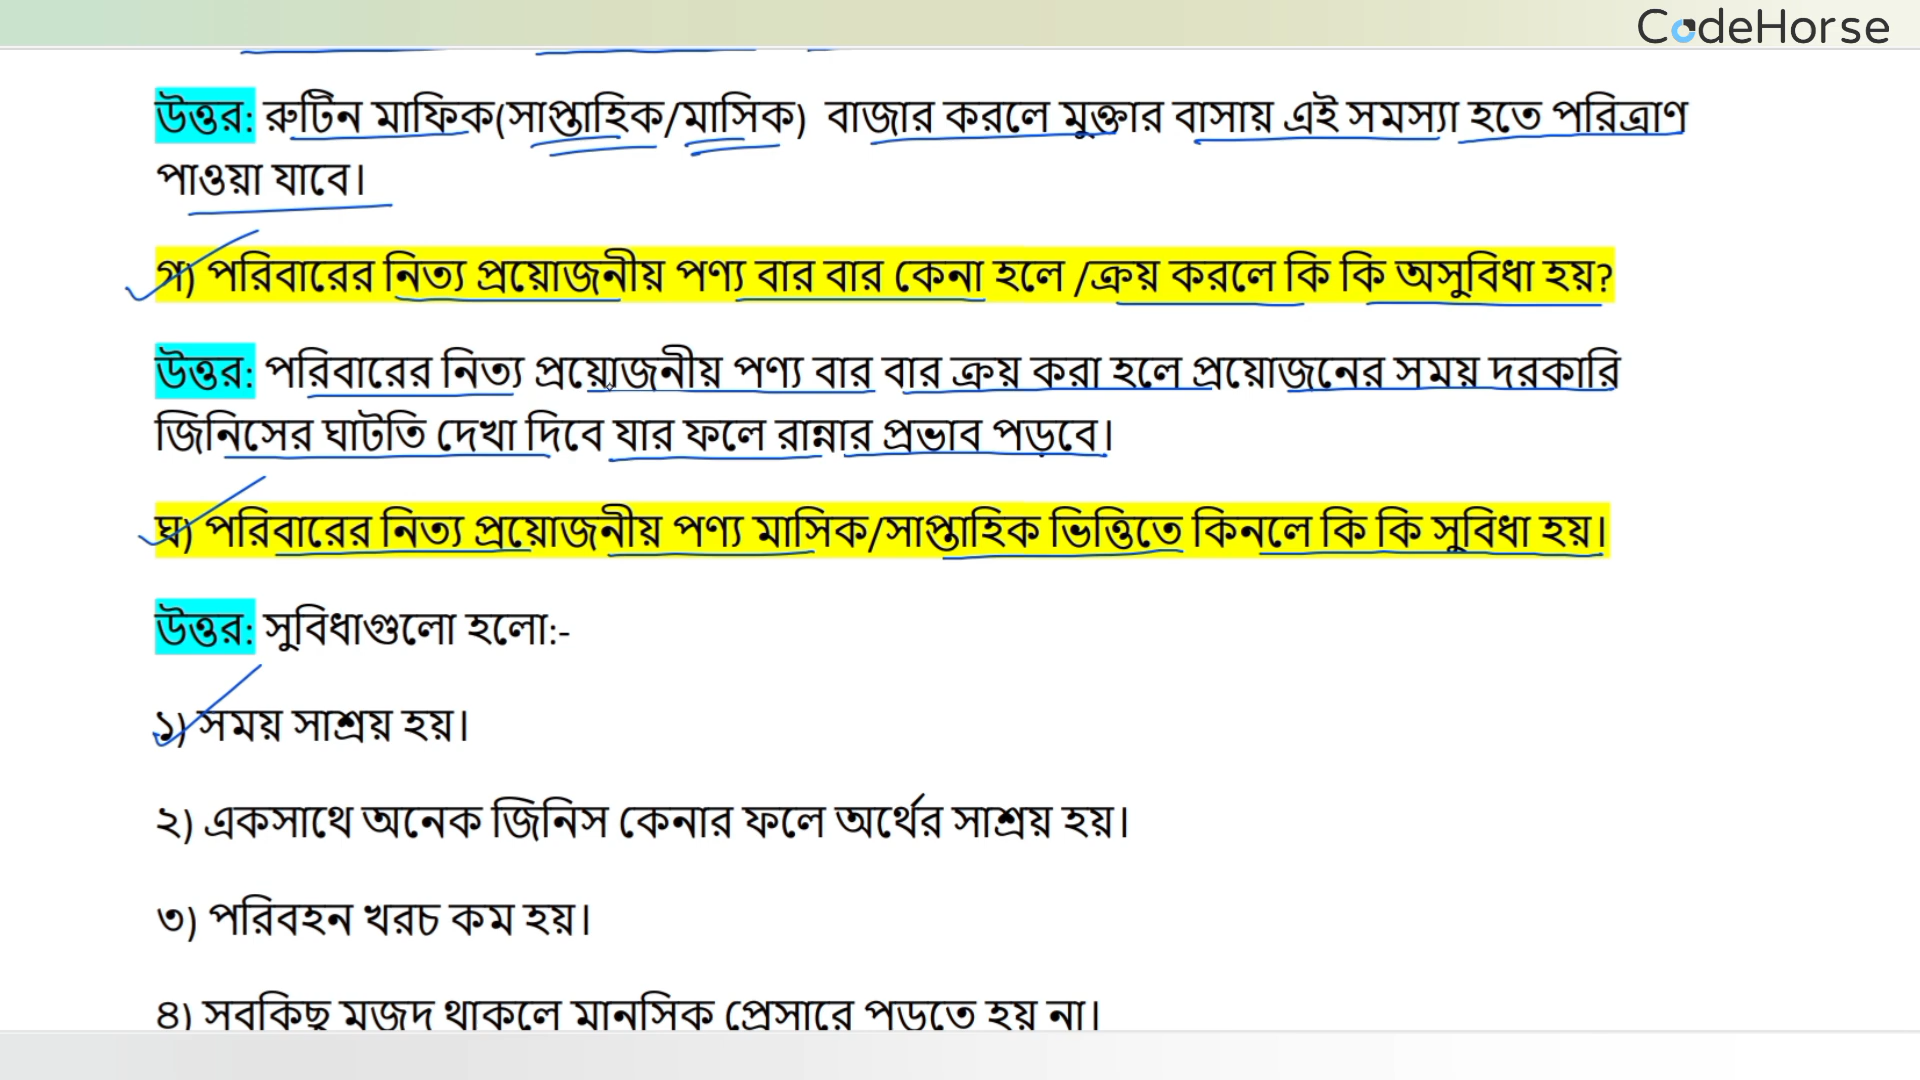 CodeHorse
উত্তর: রুটিন মাফিক(সাপ্তাহিক/মাসিক) বাজার করলে মুক্তার বাসায় এই সমস্যা হতে পরিত্রাণ
পাওয়া যাবে।
গ) পরিবারের নিত্য প্রয়োজনীয় পণ্য বার বার কেনা হলে /ক্রয় করলে কি কি অসুবিধা হয়?
উত্তর: পরিবারের নিত্য প্রয়োজনীয় পণ্য বার বার ক্রয় করা হলে প্রয়োজনের সময় দরকারি
জিনিসের ঘাটতি দেখা দিবে যার ফলে রান্নার প্রভাব পড়বে।
ঘ) পরিবারের নিত্য প্রয়োজনীয় পণ্য মাসিক/সাপ্তাহিক ভিত্তিতে কিনলে কি কি সুবিধা হয়।
উত্তর: সুবিধাগুলো হলো:-
১) সময় সাশ্রয় হয়।
২) একসাথে অনেক জিনিস কেনার ফলে অর্থের সাশ্রয় হয়।
৩) পরিবহন খরচ কম হয়।
৪) সবকিছু মজুদ থাকলে মানসিক প্রেসারে পড়তে হয় না।